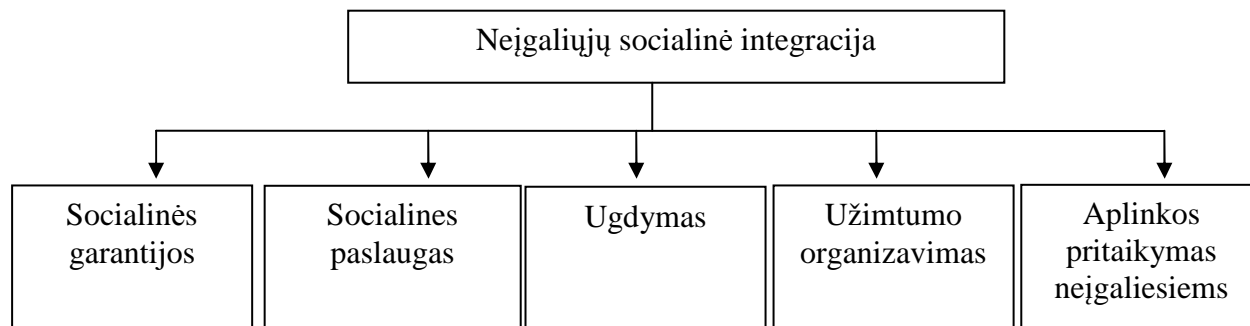 Neįgaliųjų socialinė integracija
Socialinės
garantijos
Socialines
paslaugas
Ugdymas
Užimtumo
organizavimas
Aplinkos
pritaikymas
neįgaliesiems